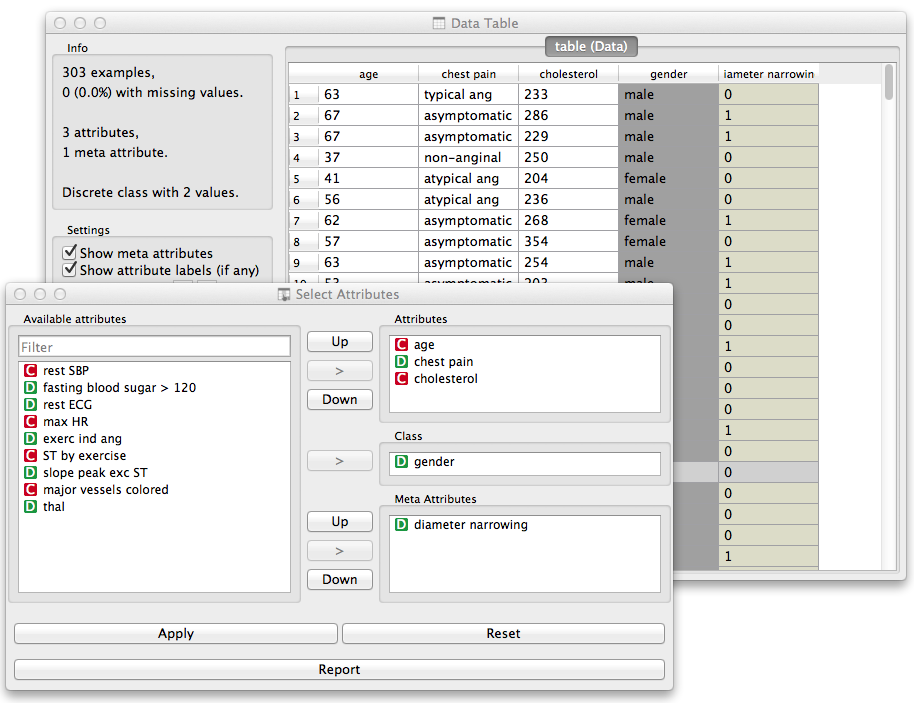 Data Table
Info
303 examples,
0 (0.0%) with missing values.
3 attributes,
1 meta attribute.
Discrete class with 2 values.
Settings
Show meta attributes
Show attribute labels (if any)
table (Data)
age chest pain cholesterol gender iameter narrowin
1 63 typical ang 233 male 0
2 67 asymptomatic 286 male 1
3 67 asymptomatic 229 male 1
4 37 non-anginal 250 male 0
5 41 atypical ang 204 female 0
6 56 atypical ang 236 male 0
7 62 asymptomatic 268 female 1
8 57 asymptomatic 354 female 0
9 63 asymptomatic 254 male 1
10 53 asymptomatic 203 male 1
0
0
1
0
0
0
1
0
0
0
0
0
1
Select Attributes
Available attributes
Filter
C rest SBP
D fasting blood sugar > 120
D rest ECG
C max HR
D exerc ind ang
C ST by exercise
D slope peak exc ST
C major vessels colored
D thal
Up
>
Down
>
Up
>
Down
Attributes
C age
D chest pain
C cholesterol
Class
D gender
Meta Attributes
D diameter narrowing
Apply
Reset
Report